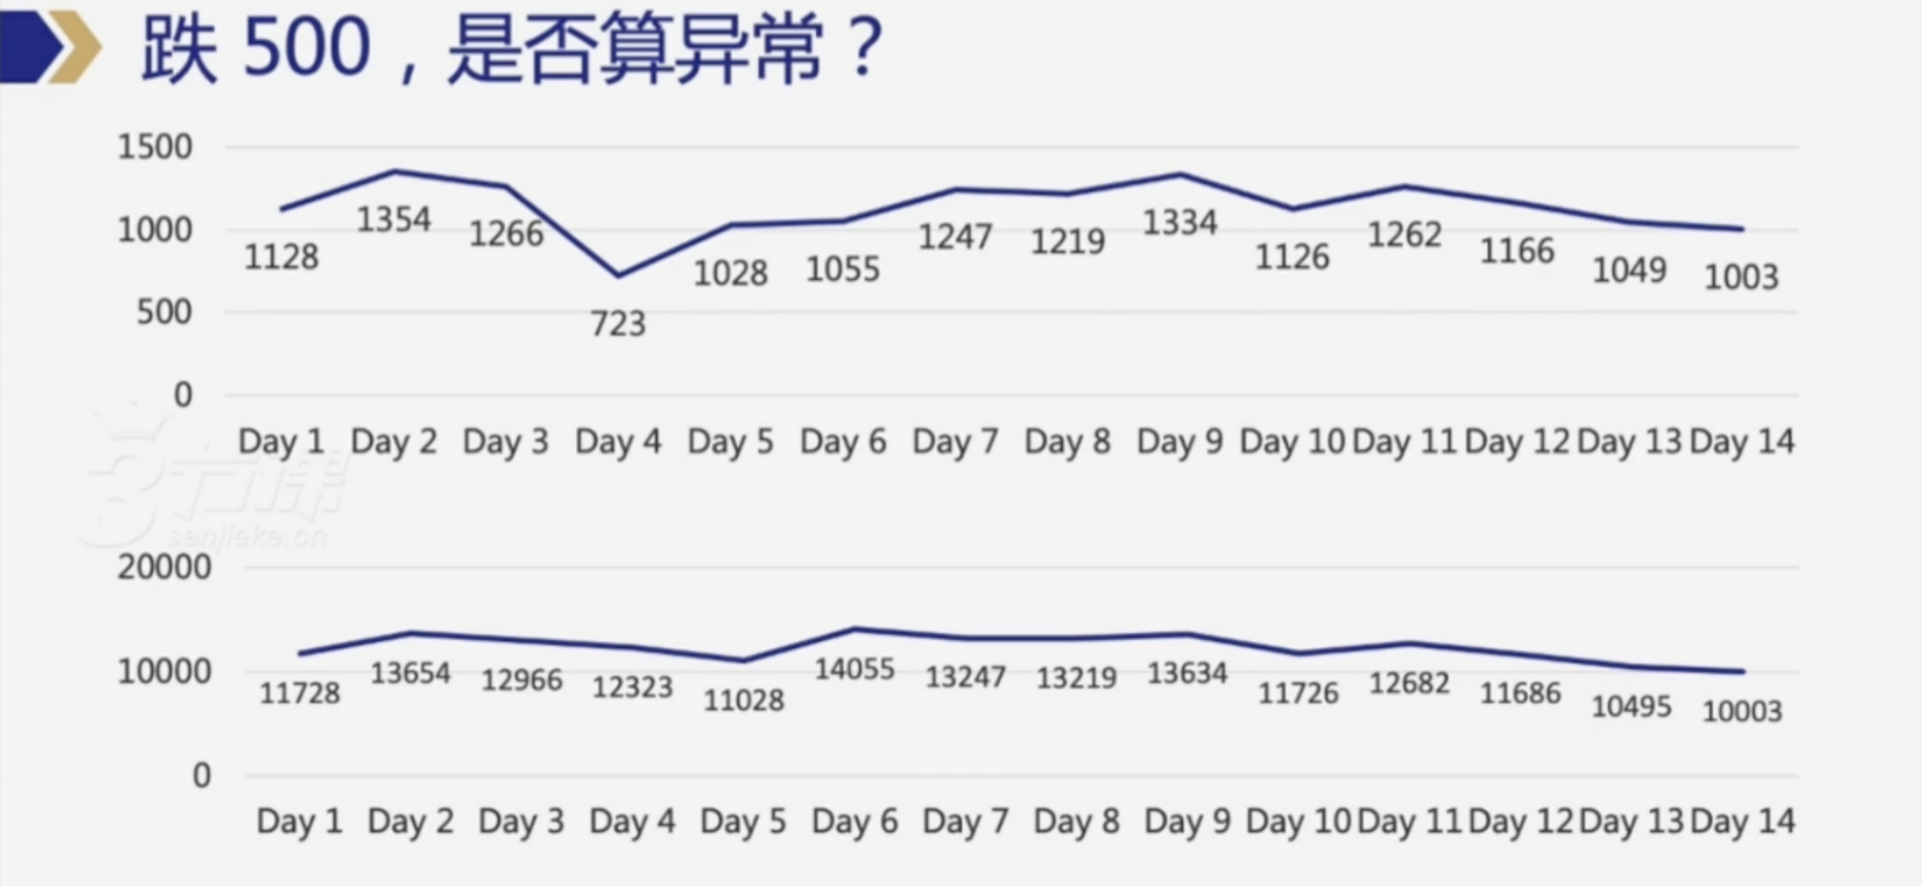 跌 500，是否算异常？
1500
1000
500
0
1128 1354 1266 723 1028 1055 1247 1219 1334 1126 1262 1166 1049 1003
Day 1 Day 2 Day 3 Day 4 Day 5 Day 6 Day 7 Day 8 Day 9 Day 10 Day 11 Day 12 Day 13 Day 14
3节课
sanjieke.cn
20000
10000
0
11728 13654 12966 12323 11028 14055 13247 13219 13634 11726 12682 11686 10495 10003
Day 1 Day 2 Day 3 Day 4 Day 5 Day 6 Day 7 Day 8 Day 9 Day 10 Day 11 Day 12 Day 13 Day 14